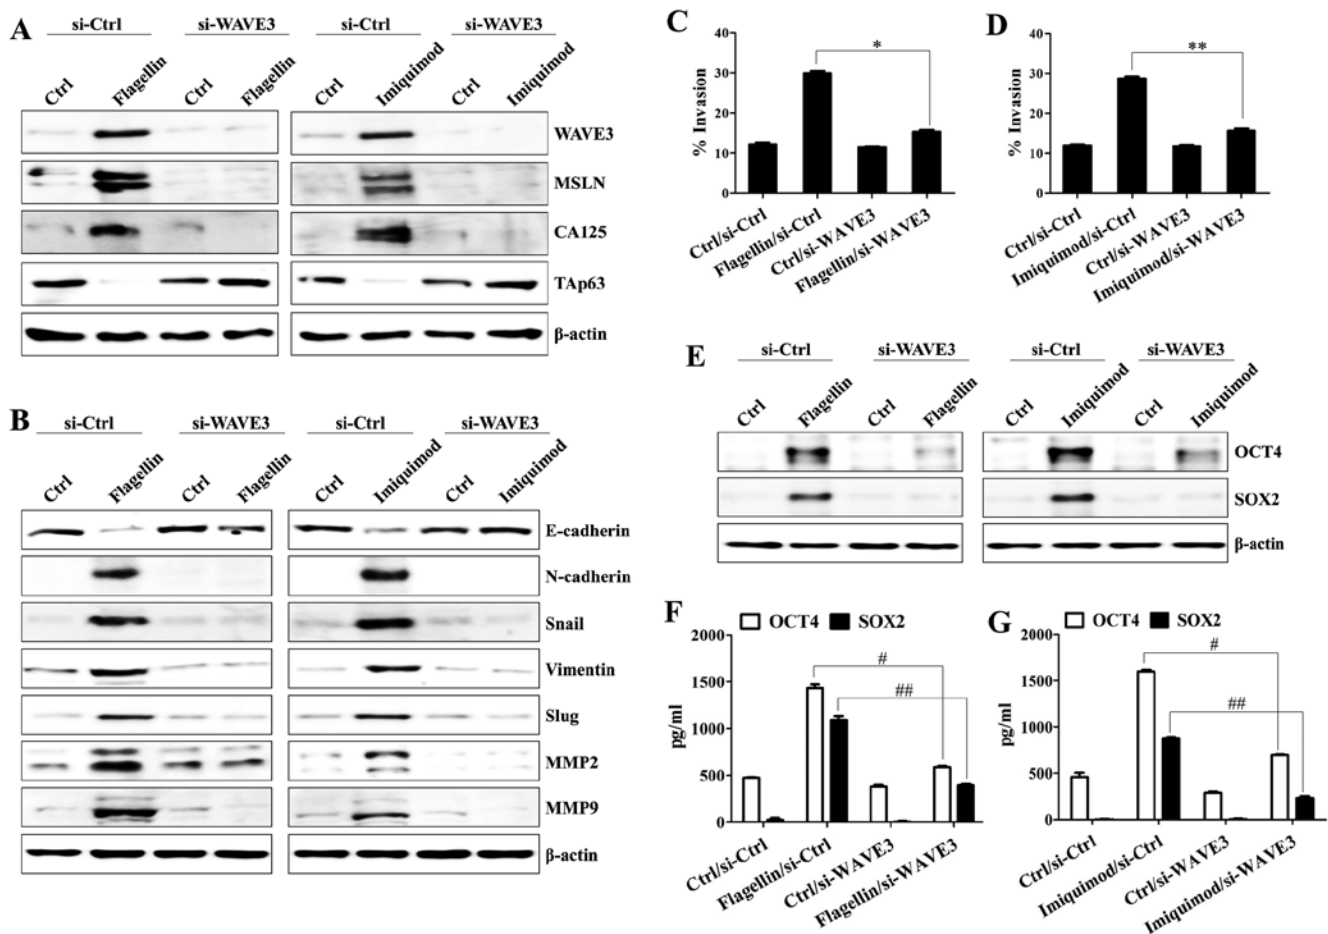 A
si-Ctrl si-WAVE3 si-Ctrl si-WAVE3
Ctrl Flagellin Ctrl Flagellin Ctrl Imiquimod Ctrl Imiquimod
WAVE3
MSLN
CA125
TAp63
β-actin
B
si-Ctrl si-WAVE3 si-Ctrl si-WAVE3
Ctrl Flagellin Ctrl Flagellin Ctrl Imiquimod Ctrl Imiquimod
E-cadherin
N-cadherin
Snail
Vimentin
Slug
MMP2
MMP9
β-actin
C
% Invasion
40
30
20
10
0
*
Ctrl/si-Ctrl
Flagellin/si-Ctrl
Ctrl/si-WAVE3
Flagellin/si-WAVE3
D
% Invasion
40
30
20
10
0
**
Ctrl/si-Ctrl
Imiquimod/si-Ctrl
Ctrl/si-WAVE3
Imiquimod/si-WAVE3
E
si-Ctrl si-WAVE3 si-Ctrl si-WAVE3
Ctrl Flagellin Ctrl Flagellin Ctrl Imiquimod Ctrl Imiquimod
OCT4
SOX2
β-actin
F
OCT4 SOX2
pg/ml
2000
1500
1000
500
0
#
##
Ctrl/si-Ctrl
Flagellin/si-Ctrl
Ctrl/si-WAVE3
Flagellin/si-WAVE3
G
OCT4 SOX2
pg/ml
2000
1500
1000
500
0
#
##
Ctrl/si-Ctrl
Imiquimod/si-Ctrl
Ctrl/si-WAVE3
Imiquimod/si-WAVE3